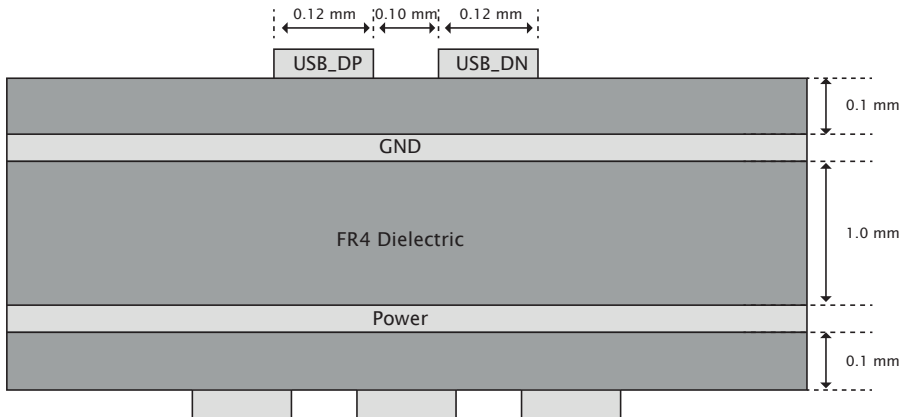 0.12 mm 0.10 mm 0.12 mm
USB_DP USB_DN
0.1 mm
GND
1.0 mm
FR4 Dielectric
Power
0.1 mm